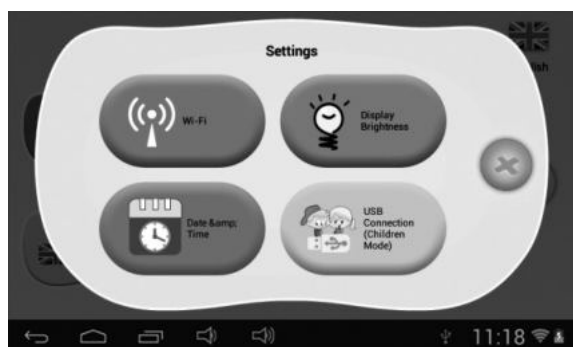 Settings
Wi-Fi
Display
Brightness
Date &amp;
Time
USB
Connection
(Children
Mode)
11:18